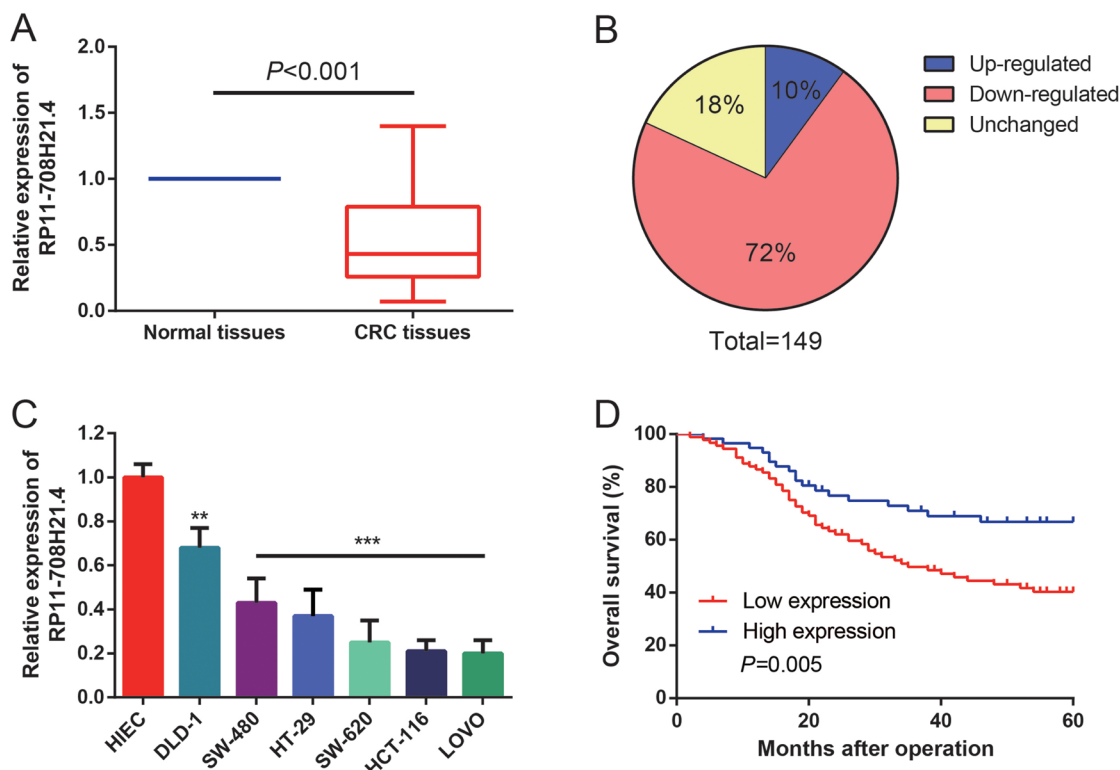 A
Relative expression of
RP11-708H21.4
2.0
1.5
1.0
0.5
0.0
P<0.001
Normal tissues
CRC tissues
B
10%
18%
72%
Total=149
Up-regulated
Down-regulated
Unchanged
C
Relative expression of
RP11-708H21.4
1.2
1.0
0.8
0.6
0.4
0.2
0.0
**
***
HIEC
DLD-1
SW-480
HT-29
SW-620
HCT-116
LOVO
D
Overall survival (%)
100
80
60
40
20
0
Low expression
High expression
P=0.005
0
20
40
60
Months after operation